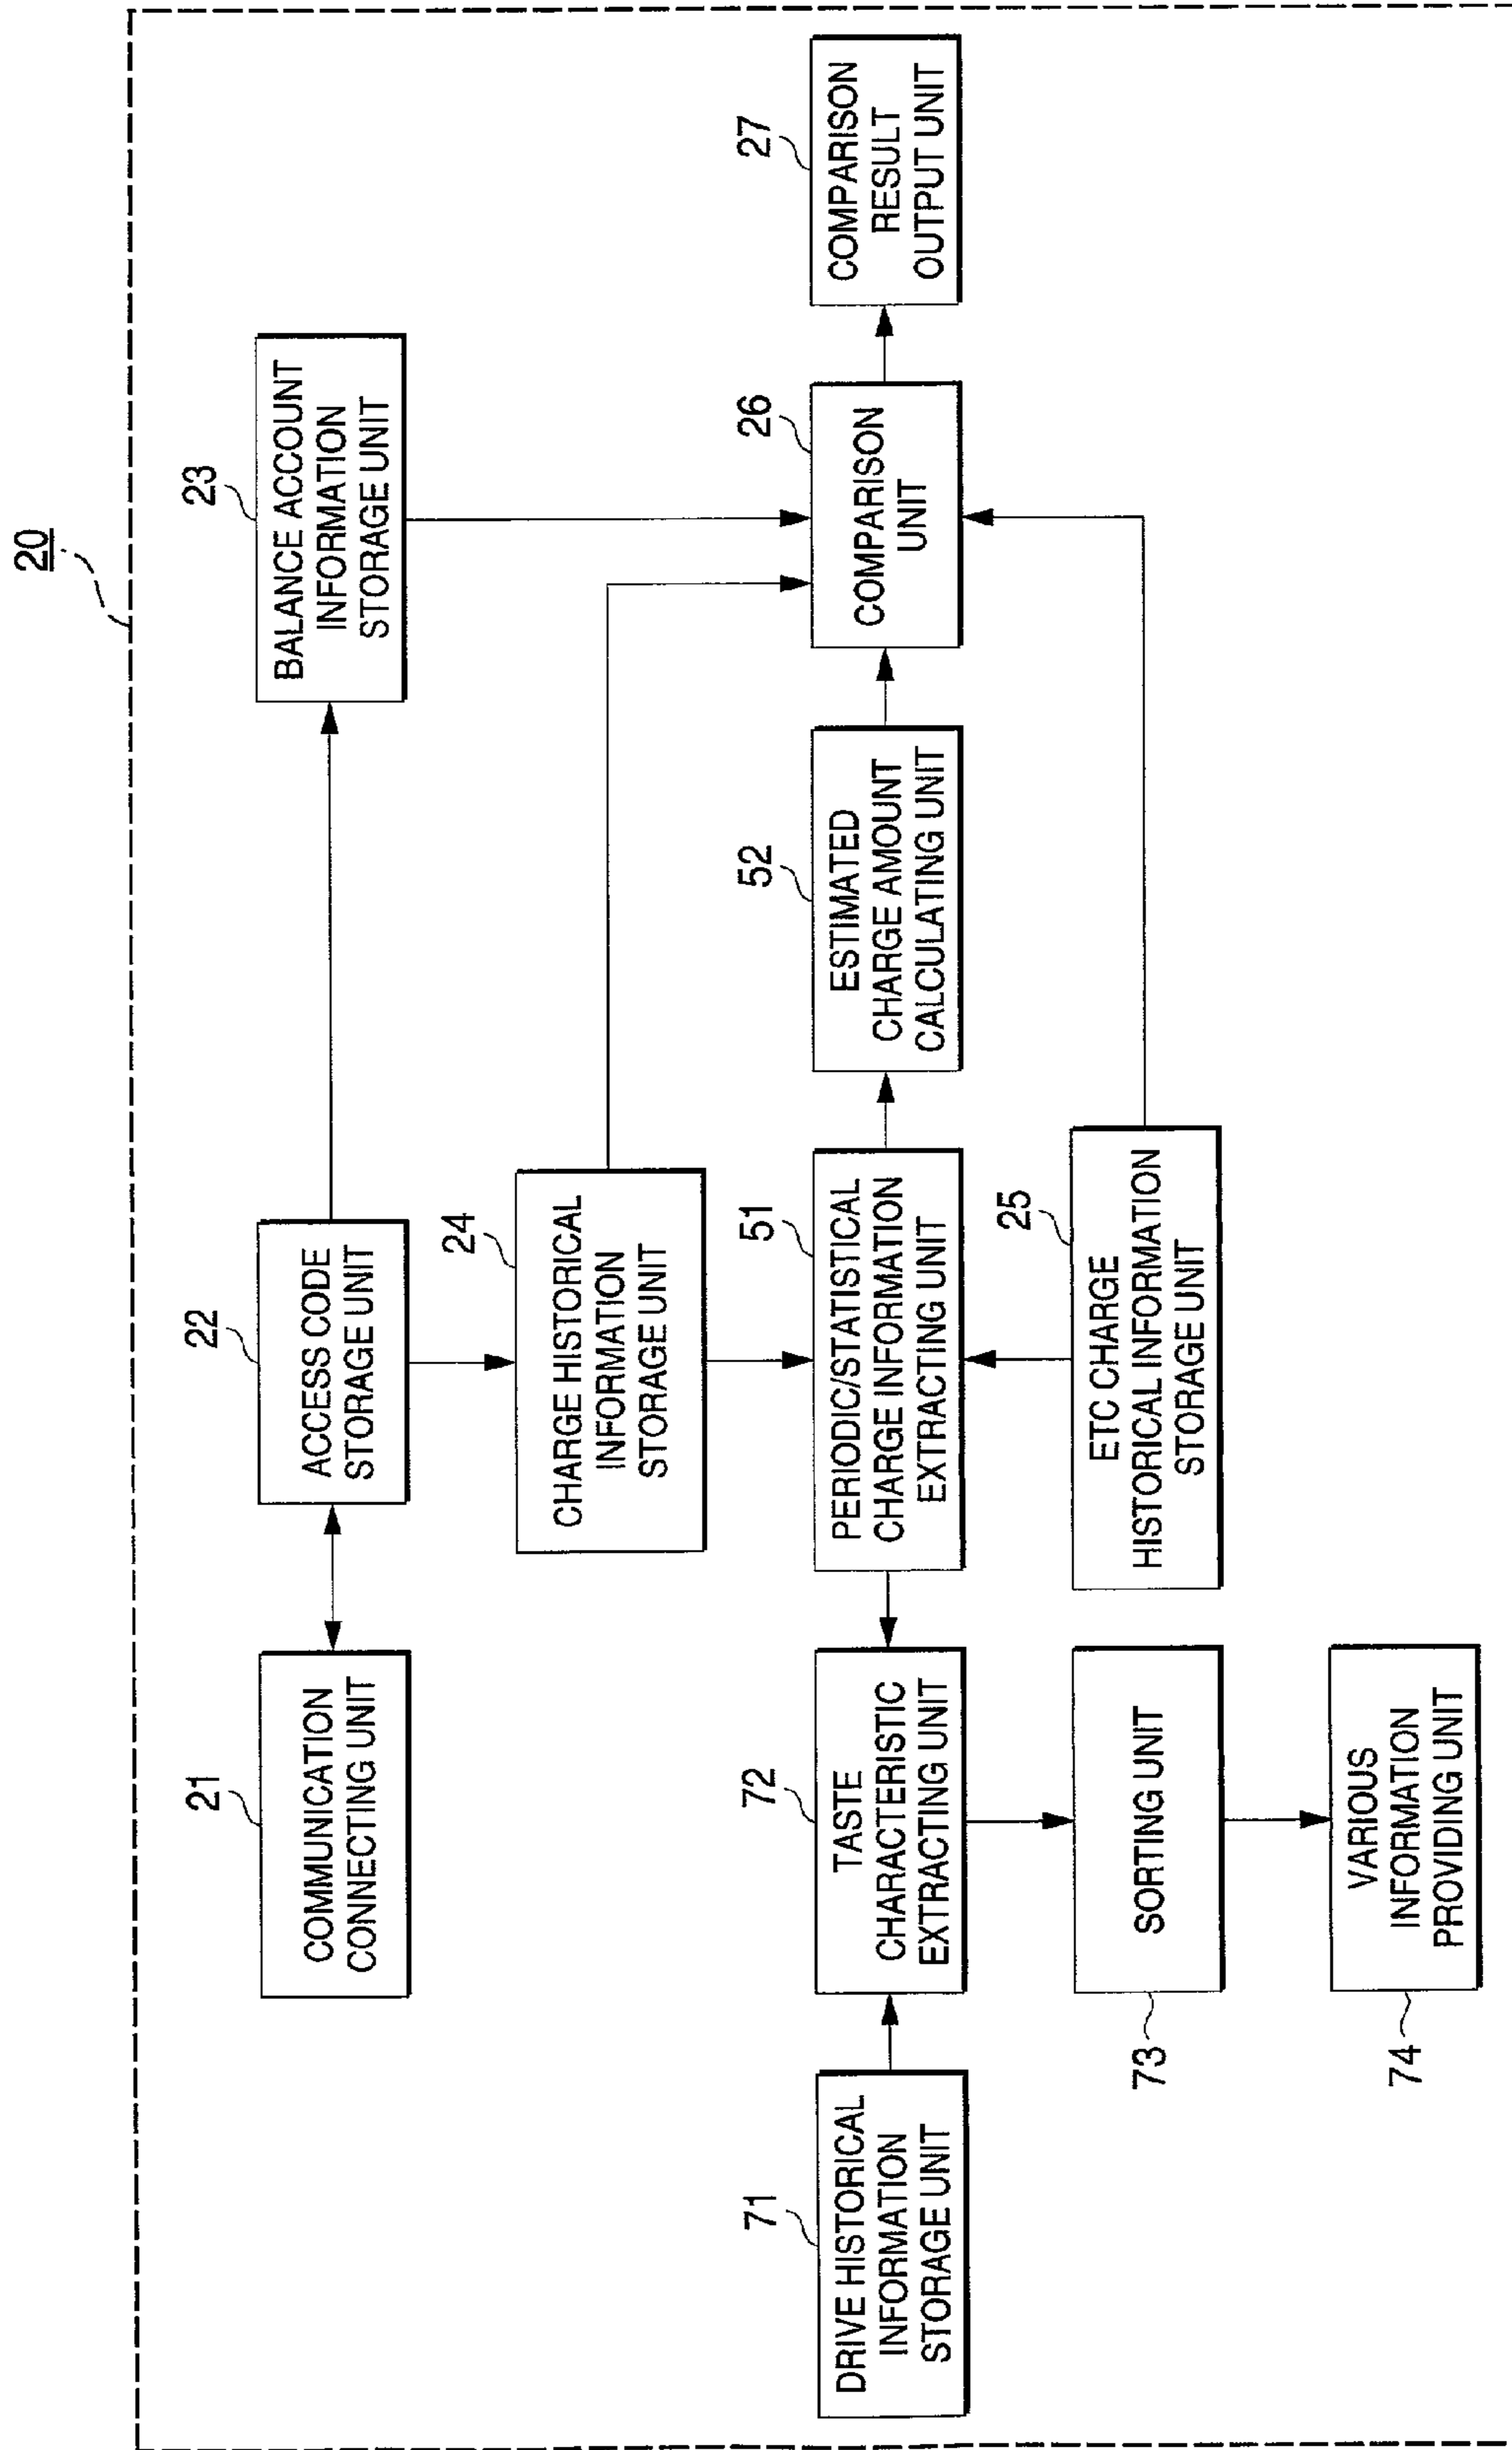 20
21
COMMUNICATION
CONNECTING UNIT
22
ACCESS CODE
STORAGE UNIT
23
BALANCE ACCOUNT
INFORMATION
STORAGE UNIT
24
CHARGE HISTORICAL
INFORMATION
STORAGE UNIT
71
DRIVE HISTORICAL
INFORMATION
STORAGE UNIT
72
TASTE
CHARACTERISTIC
EXTRACTING UNIT
51
PERIODIC/STATISTICAL
CHARGE INFORMATION
EXTRACTING UNIT
52
ESTIMATED
CHARGE AMOUNT
CALCULATING UNIT
26
COMPARISON
UNIT
27
COMPARISON
RESULT
OUTPUT UNIT
73
SORTING UNIT
25
ETC CHARGE
HISTORICAL INFORMATION
STORAGE UNIT
74
VARIOUS
INFORMATION
PROVIDING UNIT